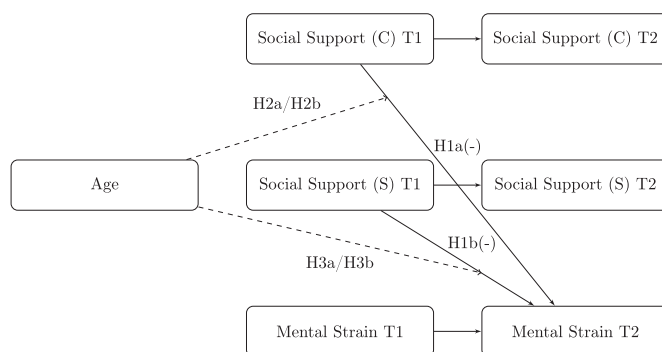 Social Support (C) T1
Social Support (C) T2
H2a/H2b
H1a(-)
Age
Social Support (S) T1
Social Support (S) T2
H1b(-)
H3a/H3b
Mental Strain T1
Mental Strain T2